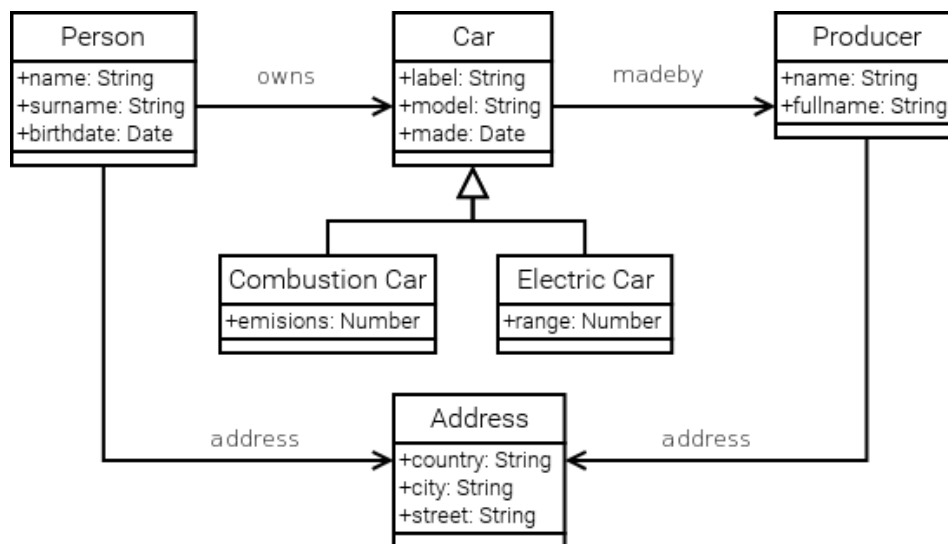 Person
+name: String
+surname: String
+birthdate: Date
owns
Car
+label: String
+model: String
+made: Date
madeby
Producer
+name: String
+fullname: String
Combustion Car
+emisions: Number
Electric Car
+range: Number
address
Address
+country: String
+city: String
+street: String
address